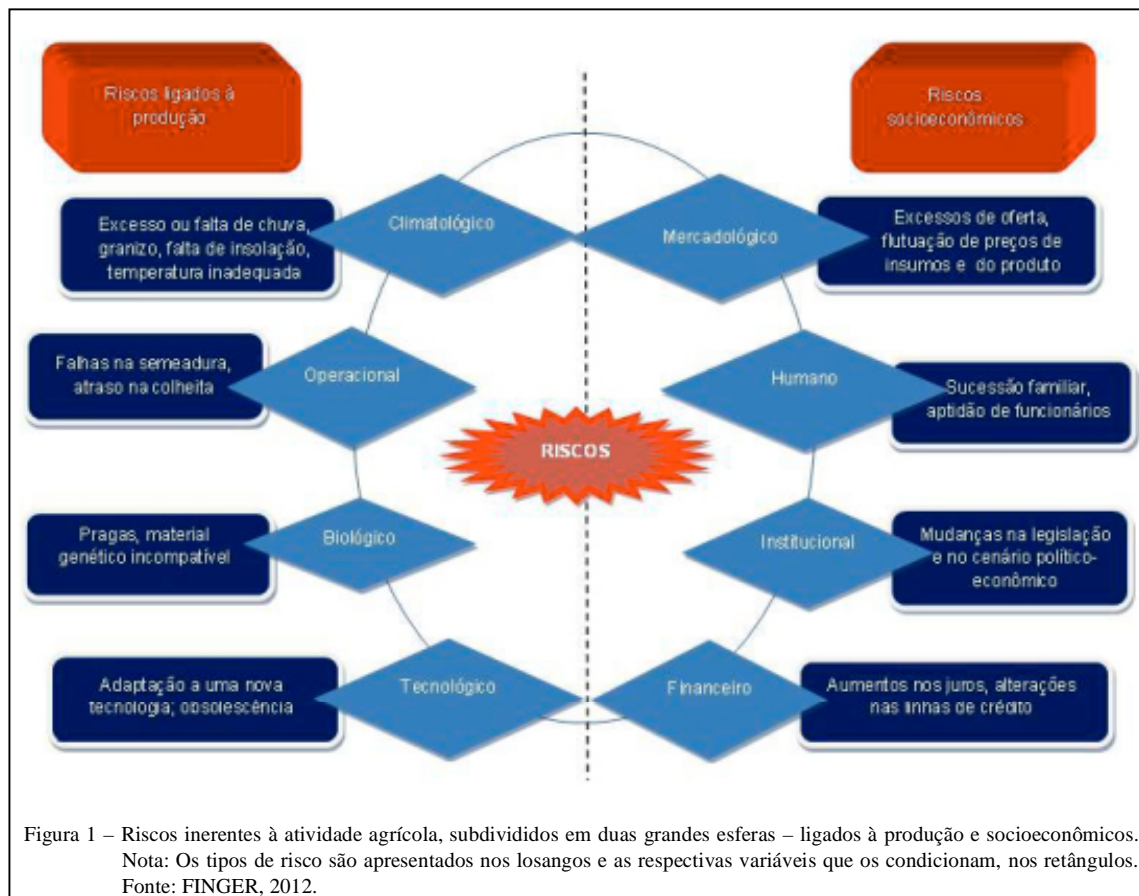 Riscos ligados à
produção
Riscos
socioeconômicos
Climatológico
Mercadológico
Excesso ou falta de chuva,
granizo, falta de insolação,
temperatura inadequada
Excessos de oferta,
flutuação de preços de
insumos e do produto
Falhas na semeadura,
atraso na colheita
Operacional
Humano
Sucessão familiar,
aptidão de funcionários
RISCOS
Pragas, material
genético incompatível
Biológico
Institucional
Mudanças na legislação
e no cenário político-
econômico
Adaptação a uma nova
tecnologia; obsolescência
Tecnológico
Financeiro
Aumentos nos juros, alterações
nas linhas de crédito
Figura 1 – Riscos inerentes à atividade agrícola, subdivididos em duas grandes esferas – ligados à produção e socioeconômicos.
Nota: Os tipos de risco são apresentados nos losangos e as respectivas variáveis que os condicionam, nos retângulos.
Fonte: FINGER, 2012.